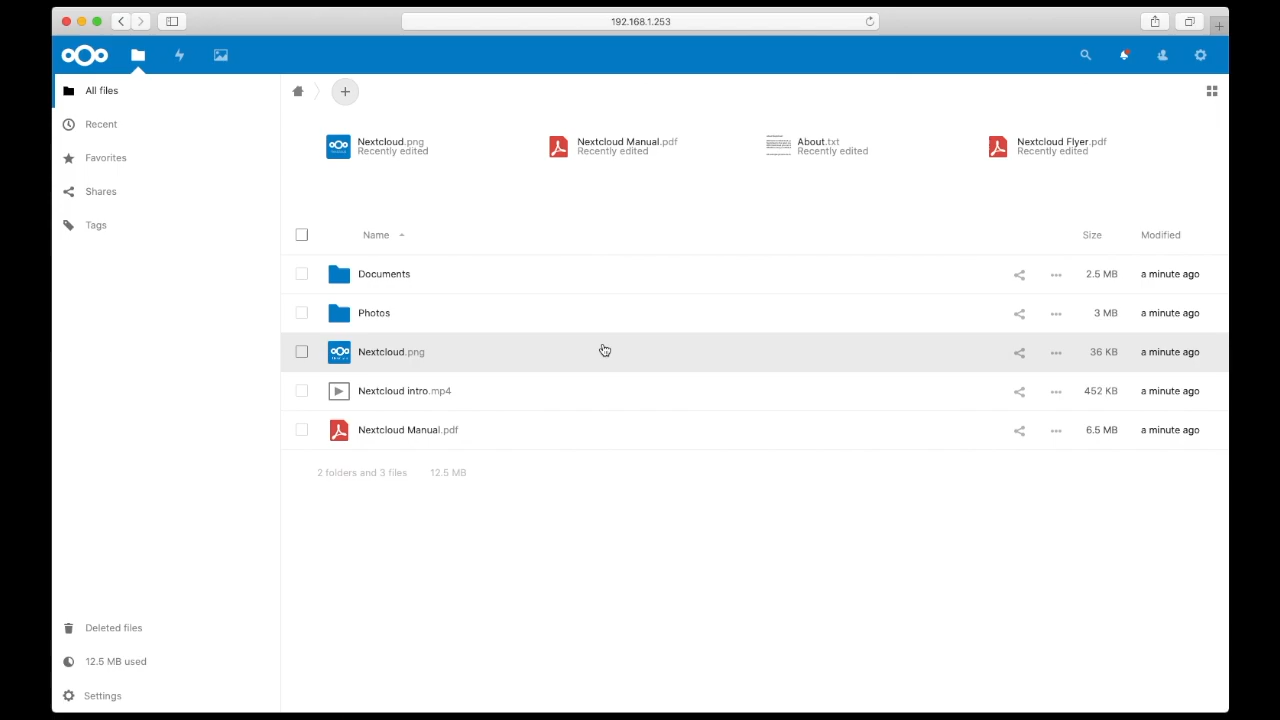 192.168.1.253
All files
Recent
Favorites
Shares
Tags
Nextcloud.png
Recently edited
Nextcloud Manual.pdf
Recently edited
About.txt
Recently edited
Nextcloud Flyer.pdf
Recently edited
Name Size Modified
Documents 2.5 MB a minute ago
Photos 3 MB a minute ago
Nextcloud.png 36 KB a minute ago
Nextcloud intro.mp4 452 KB a minute ago
Nextcloud Manual.pdf 6.5 MB a minute ago
2 folders and 3 files 12.5 MB
Deleted files
12.5 MB used
Settings